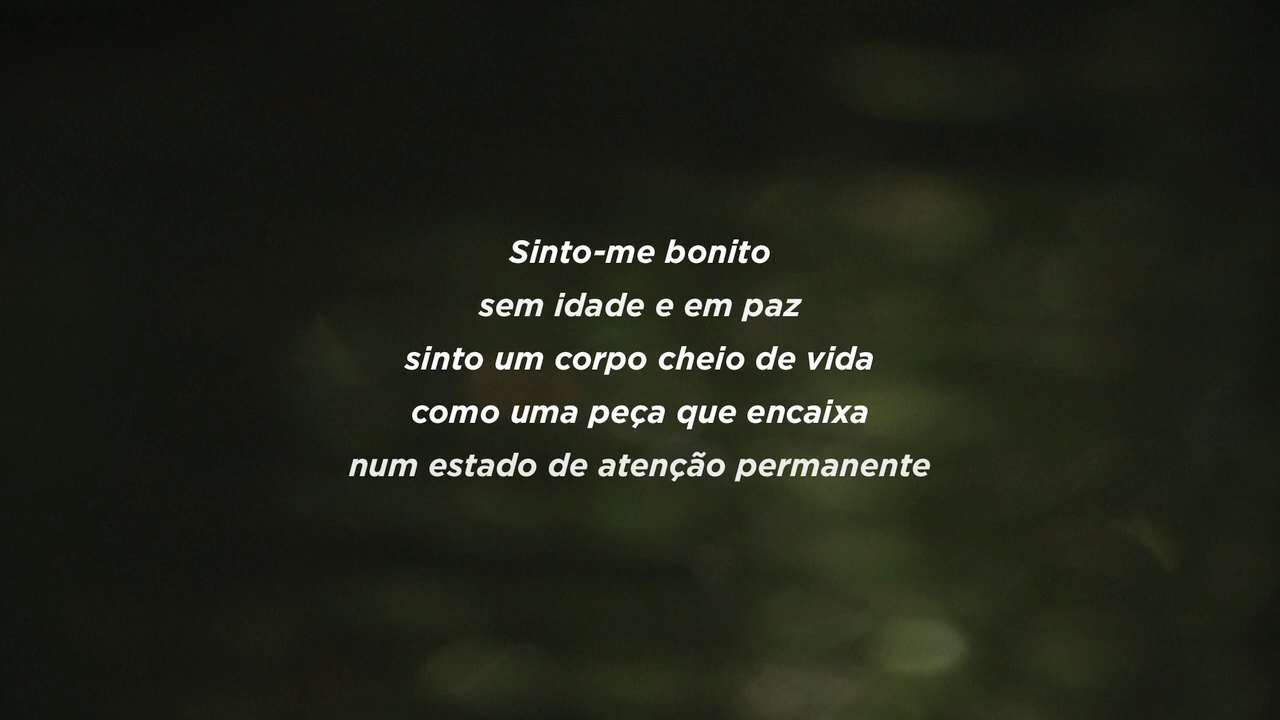 Sinto-me bonito
sem idade e em paz
sinto um corpo cheio de vida
como uma peça que encaixa
num estado de atenção permanente